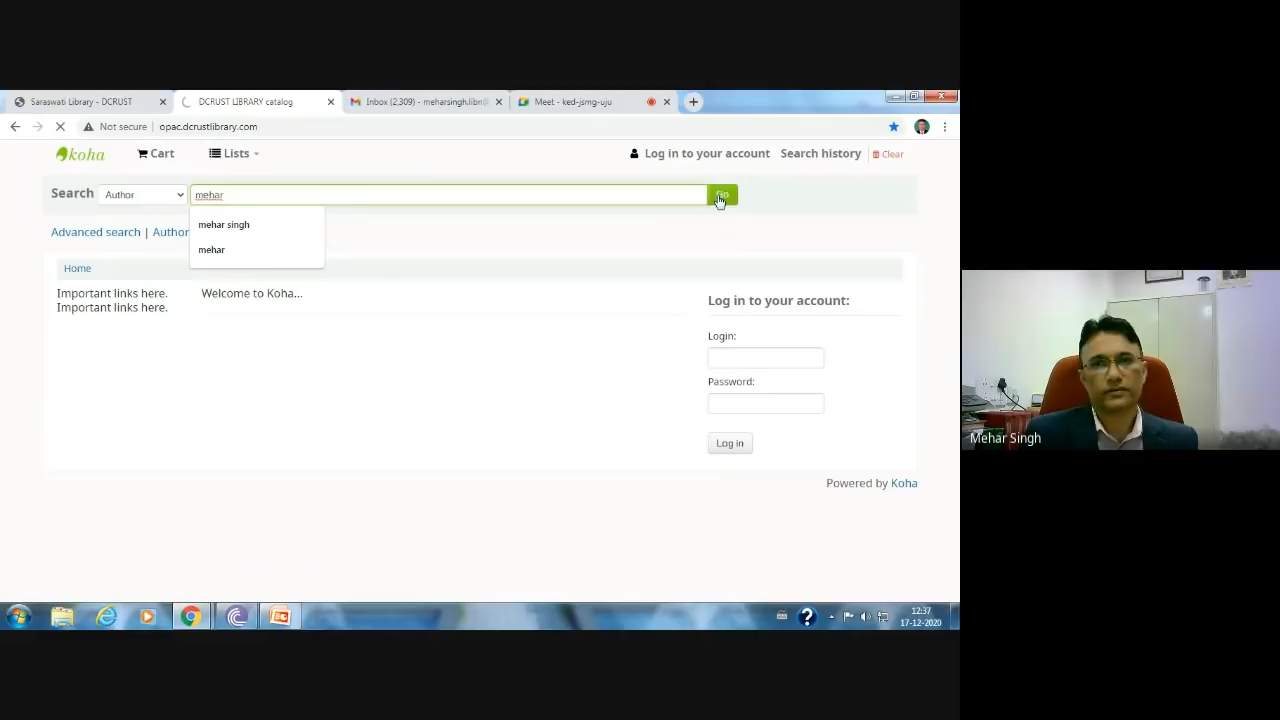 Saraswati Library - DCRUST
DCRUST LIBRARY catalog
Inbox (2,309) - meharsingh.libn@
Meet - ked-jsmg-uju
Not secure | opac.dcrustlibrary.com
koha
Cart
Lists
Log in to your account
Search history
Clear
Search
Author
mehar
Go
mehar singh
mehar
Advanced search | Author
Home
Important links here.
Important links here.
Welcome to Koha...
Log in to your account:
Login:
Password:
Log in
Powered by Koha
Mehar Singh
12:37
17-12-2020